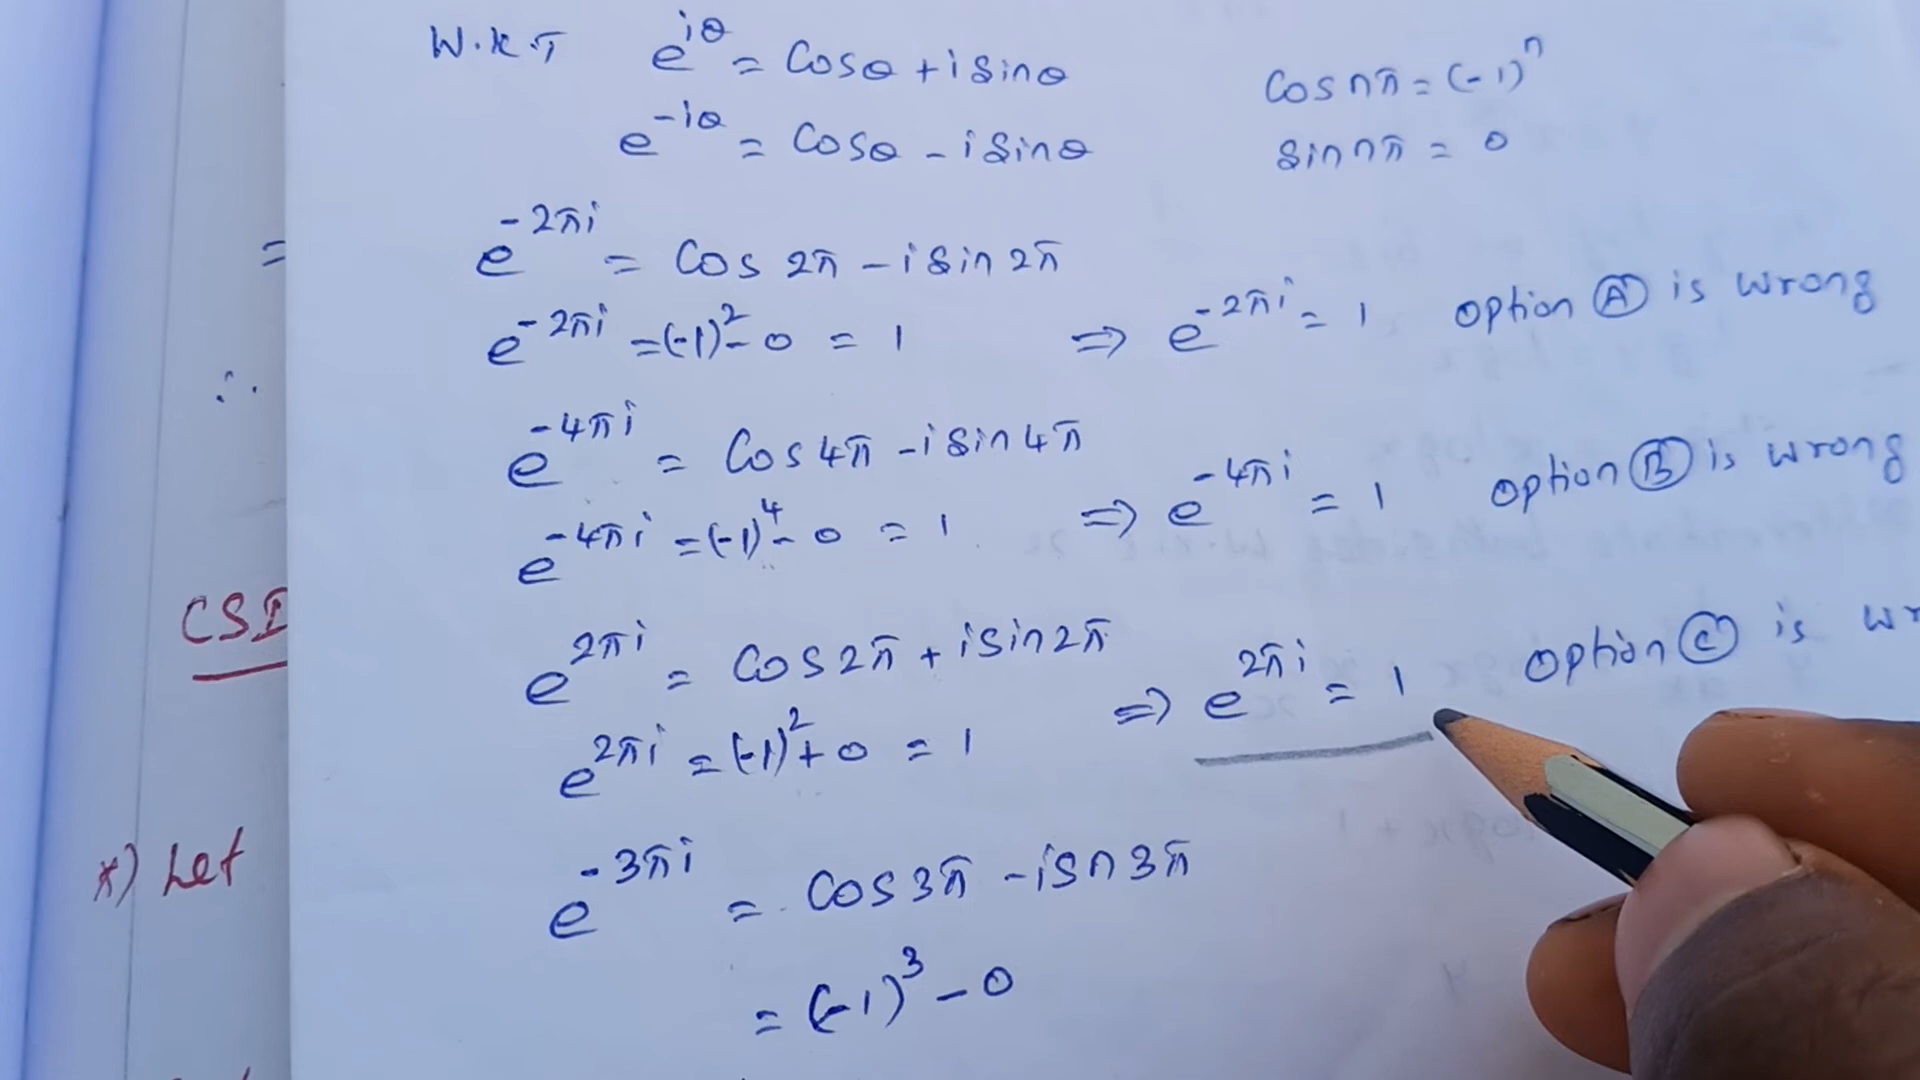 W.K.T e^{iθ} = Cosθ + i sinθ
Cos nπ = (-1)^n
e^{-iθ} = Cosθ - i sinθ
sin nπ = 0
e^{-2πi} = Cos 2π - i sin 2π
=
e^{-2πi} = (-1)^2 - 0 = 1 ⇒ e^{-2πi} = 1 option Ⓐ is wrong
∴
e^{-4πi} = Cos 4π - i sin 4π
e^{-4πi} = (-1)^4 - 0 = 1 ⇒ e^{-4πi} = 1 option Ⓑ is wrong
CSI
e^{2πi} = Cos 2π + i sin 2π
e^{2πi} = (-1)^2 + 0 = 1 ⇒ e^{2πi} = 1 option Ⓒ is wr
*) Let
e^{-3πi} = Cos 3π - i sn 3π
= (-1)^3 - 0